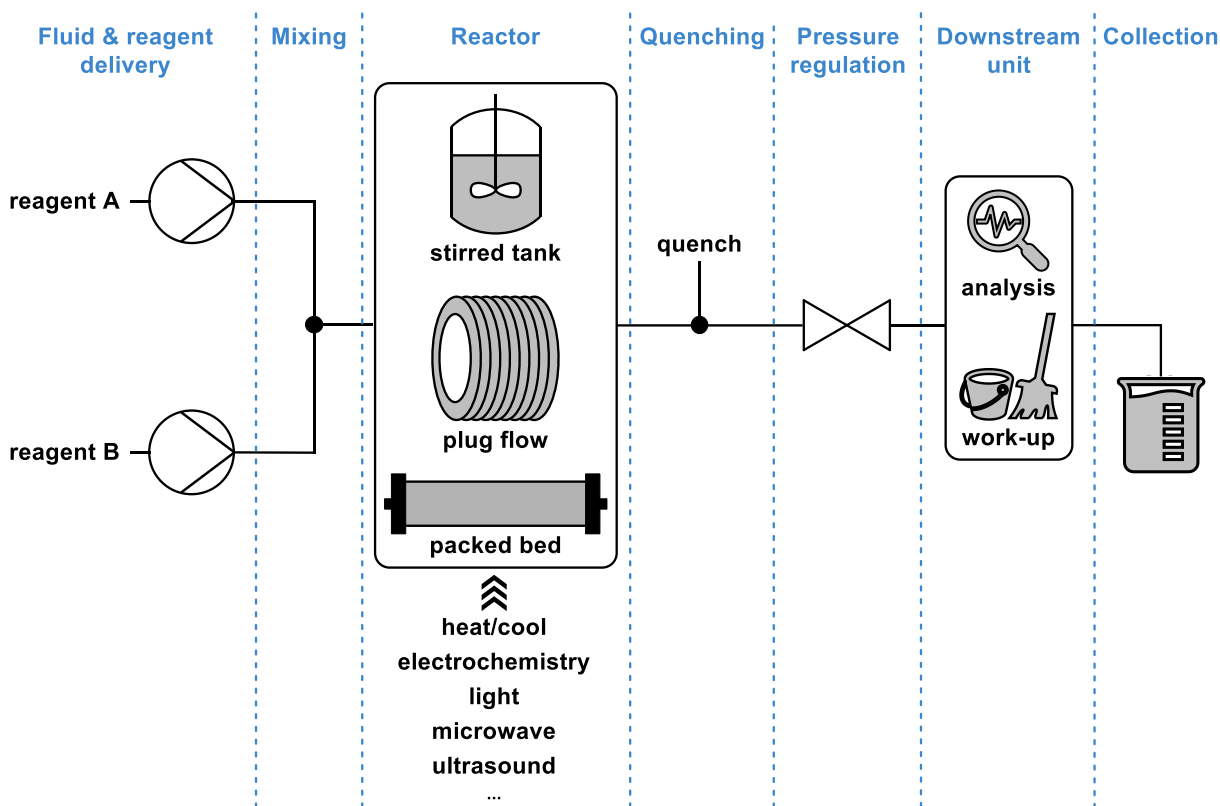 Fluid & reagent
delivery
Mixing
Reactor
Quenching
Pressure
regulation
Downstream
unit
Collection
reagent A
reagent B
stirred tank
plug flow
packed bed
heat/cool
electrochemistry
light
microwave
ultrasound
...
quench
analysis
work-up